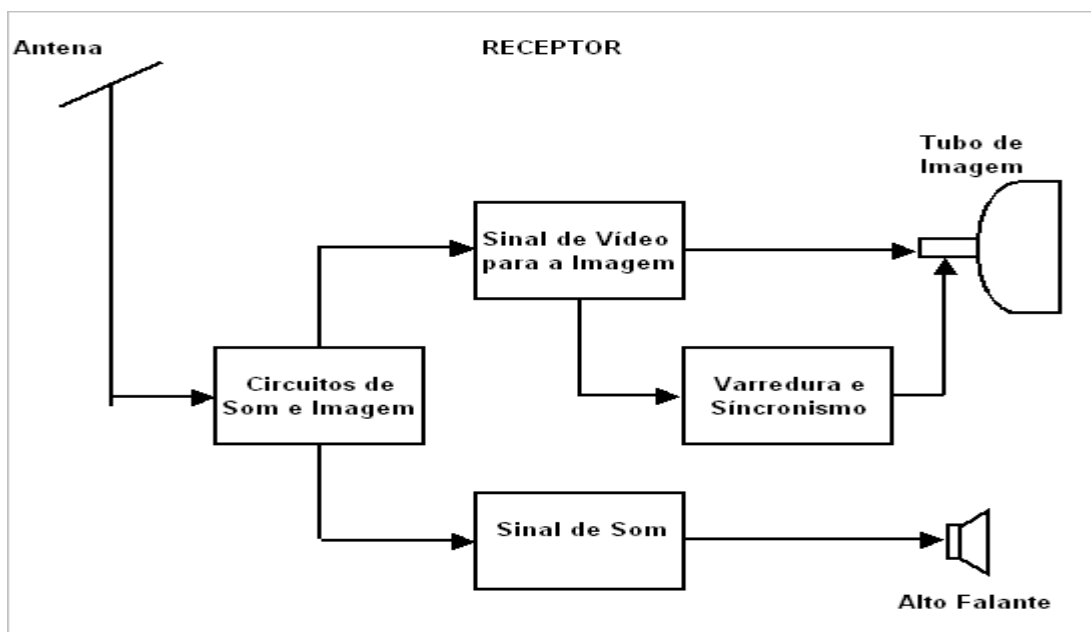 Antena
RECEPTOR
Tubo de
Imagem
Sinal de Vídeo
para a Imagem
Circuitos de
Som e Imagem
Varredura e
Síncronismo
Sinal de Som
Alto Falante